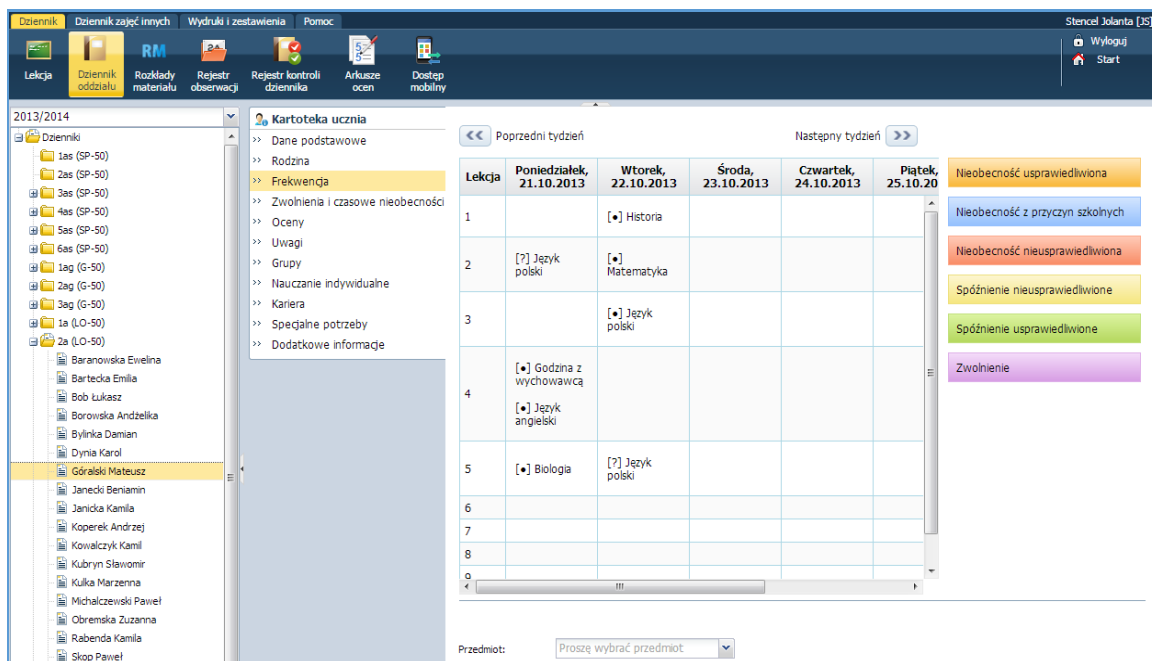 Dziennik Dziennik zajęć innych Wydruki i zestawienia Pomoc Stencel Jolanta [JS]
Lekcja
Dziennik
oddziału
RM
Rozkłady
materiału
Rejestr
obserwacji
Rejestr kontroli
dziennika
Arkusze
ocen
Dostęp
mobilny
Wyloguj
Start
2013/2014
Dzienniki
1as (SP-50)
2as (SP-50)
3as (SP-50)
4as (SP-50)
5as (SP-50)
6as (SP-50)
1ag (G-50)
2ag (G-50)
3ag (G-50)
1a (LO-50)
2a (LO-50)
Baranowska Ewelina
Bartecka Emilia
Bob Łukasz
Borowska Andżelika
Bylinka Damian
Dynia Karol
Góralski Mateusz
Janecki Beniamin
Janicka Kamila
Koperek Andrzej
Kowalczyk Kamil
Kubryn Sławomir
Kulka Marzenna
Michalczewski Paweł
Obremska Zuzanna
Rabenda Kamila
Skop Paweł
Kartoteka ucznia
>> Dane podstawowe
>> Rodzina
>> Frekwencja
>> Zwolnienia i czasowe nieobecności
>> Oceny
>> Uwagi
>> Grupy
>> Nauczanie indywidualne
>> Kariera
>> Specjalne potrzeby
>> Dodatkowe informacje
Poprzedni tydzień Następny tydzień
Lekcja Poniedziałek, Wtorek, Środa, Czwartek, Piątek,
21.10.2013 22.10.2013 23.10.2013 24.10.2013 25.10.20
1 [●] Historia
2 [?] Język [●]
polski Matematyka
3 [●] Język
polski
4 [●] Godzina z
wychowawcą
[●] Język
angielski
5 [●] Biologia [?] Język
polski
6
7
8
9
Nieobecność usprawiedliwiona
Nieobecność z przyczyn szkolnych
Nieobecność nieusprawiedliwiona
Spóźnienie nieusprawiedliwione
Spóźnienie usprawiedliwione
Zwolnienie
Przedmiot: Proszę wybrać przedmiot